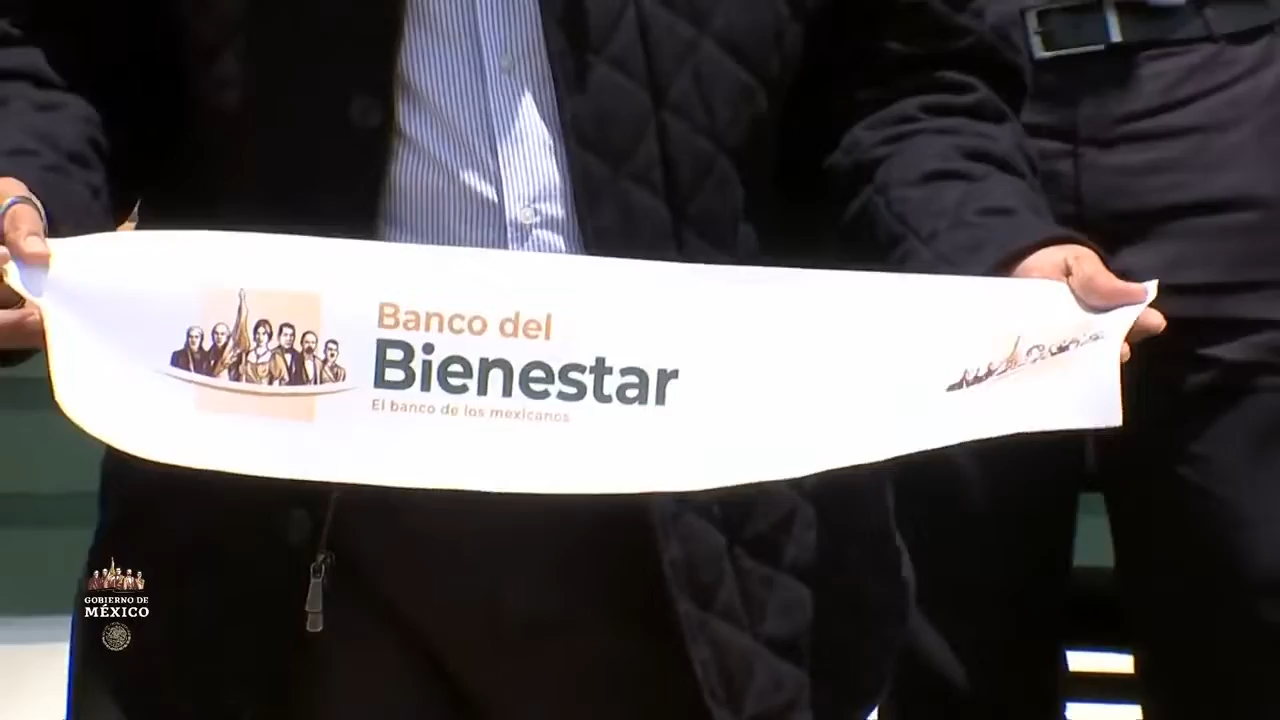 Banco del
Bienestar
El banco de los mexicanos
GOBIERNO DE
MÉXICO